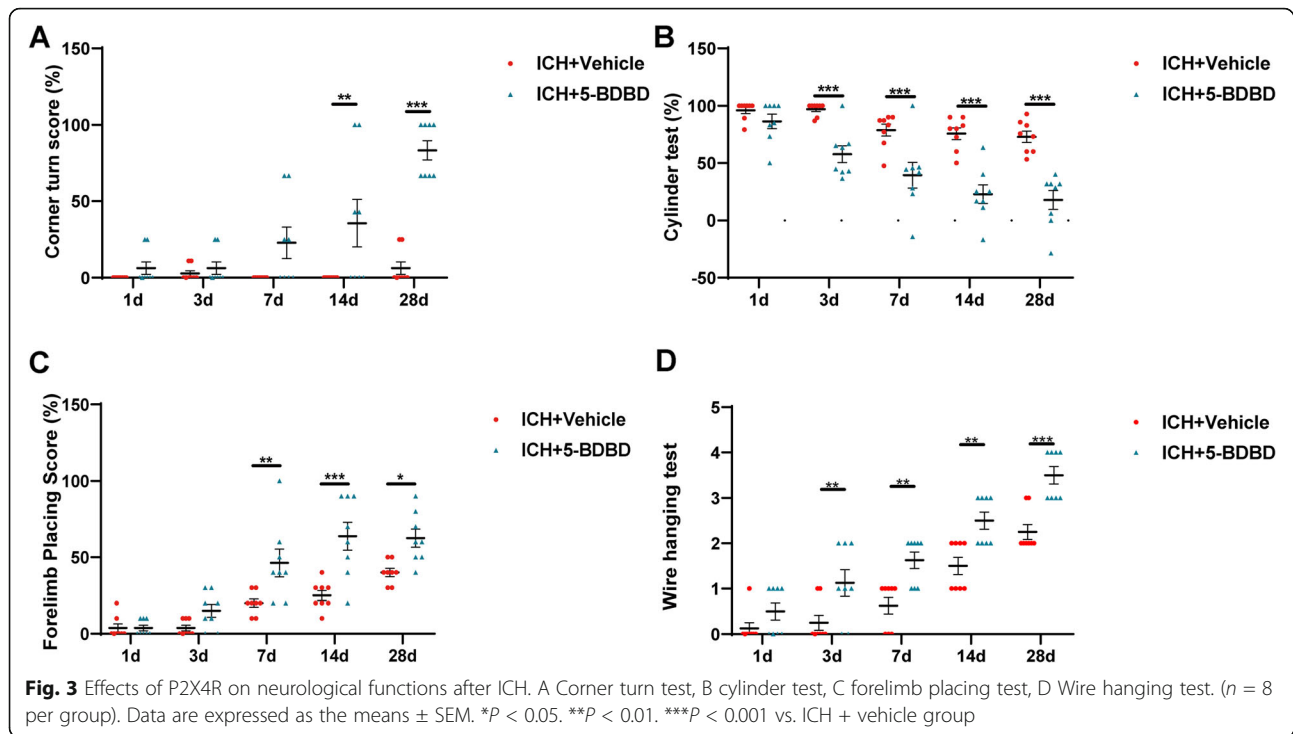 A
Corner turn score (%)
150
100
50
0
1d 3d 7d 14d 28d
** ***
ICH+Vehicle
ICH+5-BDBD
B
Cylinder test (%)
150
100
50
0
-50
1d 3d 7d 14d 28d
*** *** *** ***
ICH+Vehicle
ICH+5-BDBD
C
Forelimb Placing Score (%)
150
100
50
0
1d 3d 7d 14d 28d
** *** *
ICH+Vehicle
ICH+5-BDBD
D
Wire hanging test
5
4
3
2
1
0
1d 3d 7d 14d 28d
** ** ** ***
ICH+Vehicle
ICH+5-BDBD
Fig. 3 Effects of P2X4R on neurological functions after ICH. A Corner turn test, B cylinder test, C forelimb placing test, D Wire hanging test. (n = 8
per group). Data are expressed as the means ± SEM. *P < 0.05. **P < 0.01. ***P < 0.001 vs. ICH + vehicle group